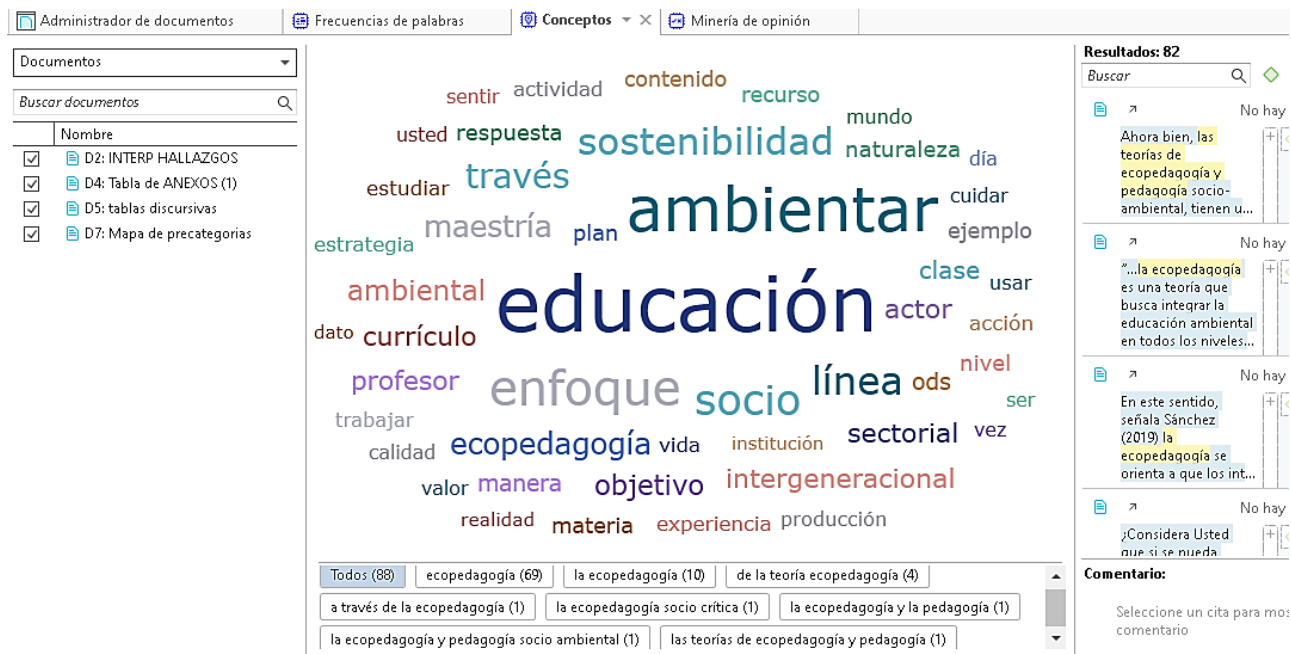 Administrador de documentos
Frecuencias de palabras
Conceptos
Minería de opinión
Documentos
Buscar documentos
Nombre
D2: INTERP HALLAZGOS
D4: Tabla de ANEXOS (1)
D5: tablas discursivas
D7: Mapa de precategorias
sentir actividad contenido recurso
usted respuesta sostenibilidad mundo
naturaleza día
estudiar través ambientar cuidar
maestría plan ejemplo
estrategia
ambiental educación clase usar
actor acción
dato currículo
profesor enfoque socio línea ods nivel
trabajar ser
calidad ecopedagogía vida institución sectorial vez
valor manera objetivo intergeneracional
realidad materia experiencia producción
Todos (88) ecopedagogía (69) la ecopedagogía (10) de la teoría ecopedagogía (4)
a través de la ecopedagogía (1) la ecopedagogía socio crítica (1) la ecopedagogía y la pedagogía (1)
la ecopedagogía y pedagogía socio ambiental (1) las teorías de ecopedagogía y pedagogía (1)
Resultados: 82
Buscar
No hay
Ahora bien, las
teorías de
ecopedagogía y
pedagogía socio-
ambiental, tienen u...
No hay
"...la ecopedagogía
es una teoría que
busca integrar la
educación ambiental
en todos los niveles...
No hay
En este sentido,
señala Sánchez
(2019) la
ecopedagogía se
orienta a que los int...
No hay
¿Considera Usted
que si se pueda
Comentario:
Seleccione un cita para mos
comentario